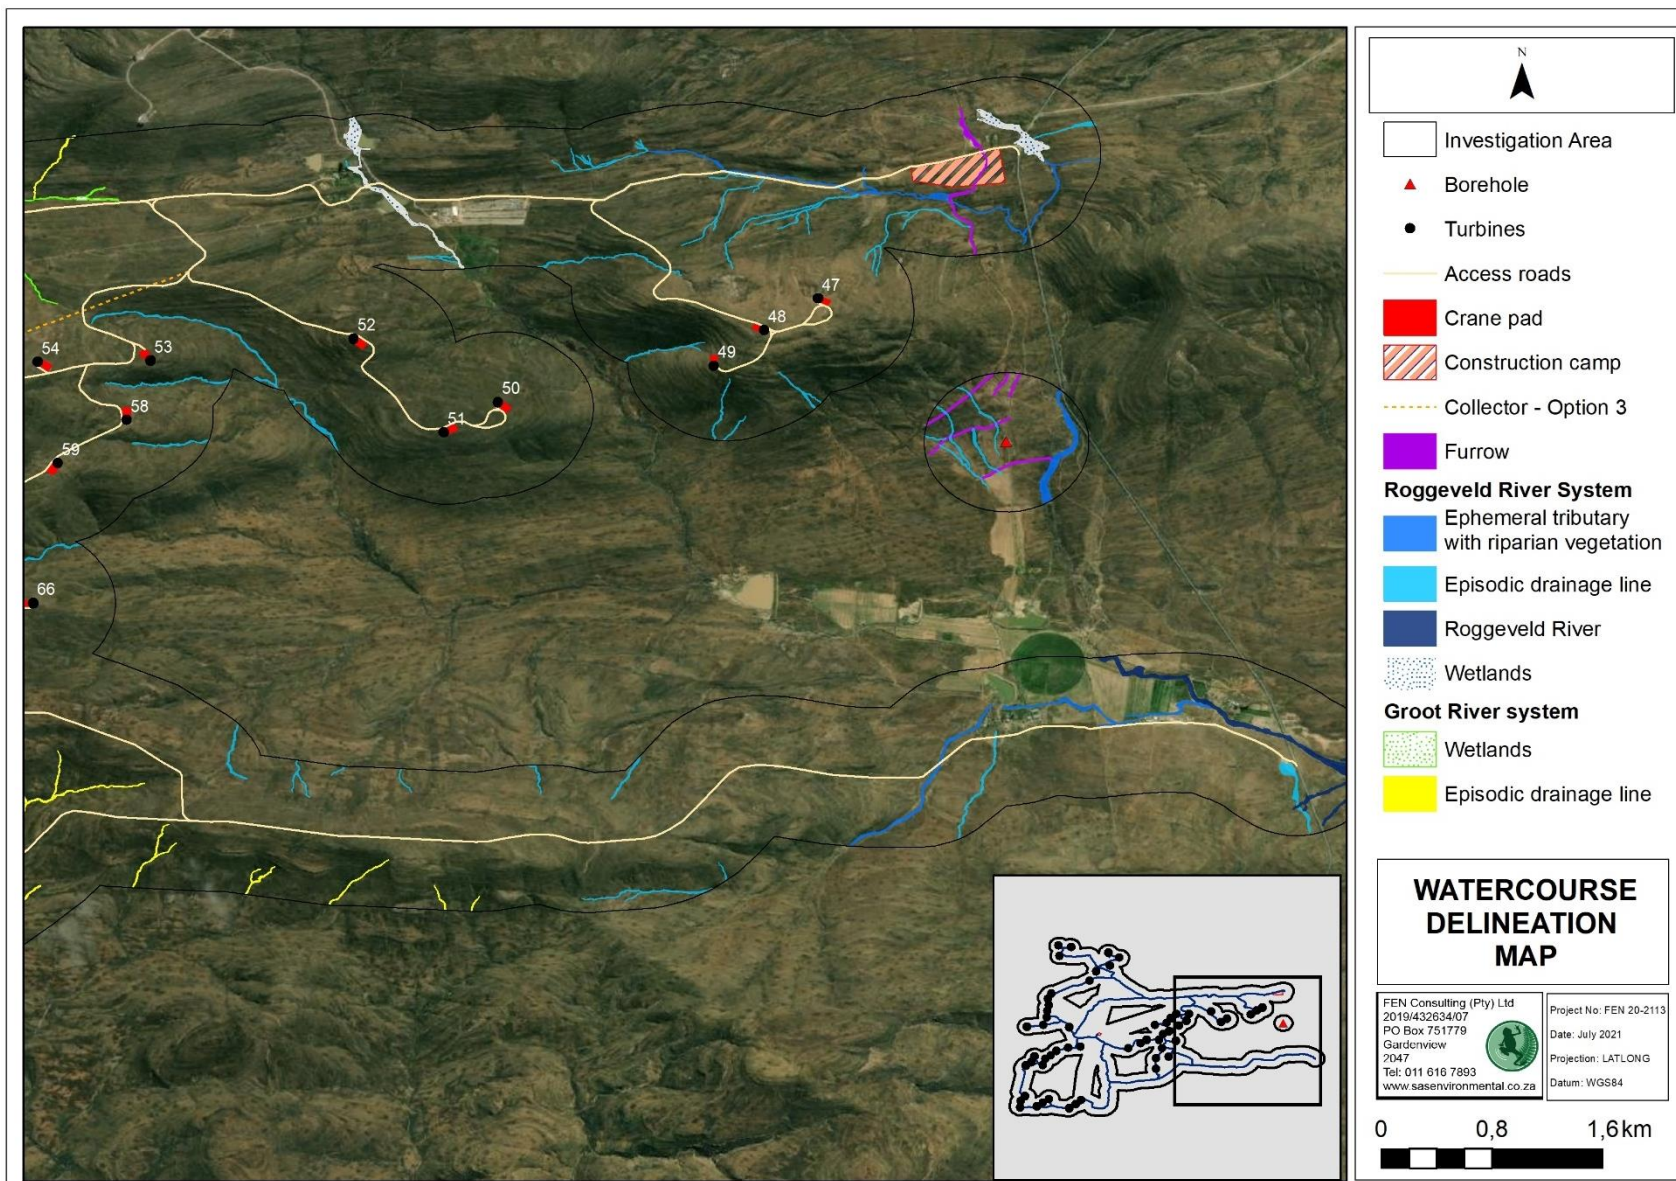 47
48
49
52
53
54
50
51
58
59
66
N
Investigation Area
Borehole
Turbines
Access roads
Crane pad
Construction camp
Collector - Option 3
Furrow
Roggeveld River System
Ephemeral tributary
with riparian vegetation
Episodic drainage line
Roggeveld River
Wetlands
Groot River system
Wetlands
Episodic drainage line
WATERCOURSE
DELINEATION
MAP
FEN Consulting (Pty) Ltd
2019/432634/07
PO Box 751779
Gardenview
2047
Tel: 011 616 7893
www.sasenvironmental.co.za
Project No: FEN 20-2113
Date: July 2021
Projection: LATLONG
Datum: WGS84
0 0,8 1,6 km